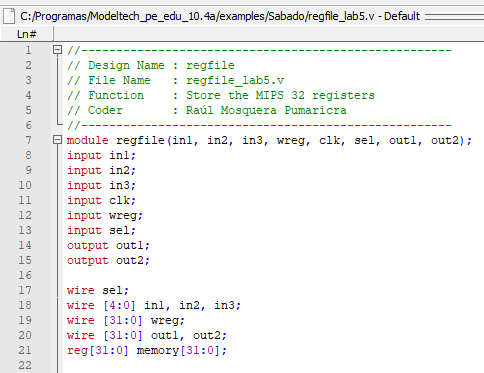 C:/Programas/Modeltech_pe_edu_10.4a/examples/Sabado/regfile_lab5.v - Default
Ln#
1 //---------------------------------------------------
2 // Design Name : regfile
3 // File Name   : regfile_lab5.v
4 // Function    : Store the MIPS 32 registers
5 // Coder       : Raúl Mosquera Pumaricra
6 //---------------------------------------------------
7 module regfile(in1, in2, in3, wreg, clk, sel, out1, out2);
8 input in1;
9 input in2;
10 input in3;
11 input clk;
12 input wreg;
13 input sel;
14 output out1;
15 output out2;
16
17 wire sel;
18 wire [4:0] in1, in2, in3;
19 wire [31:0] wreg;
20 wire [31:0] out1, out2;
21 reg[31:0] memory[31:0];
22